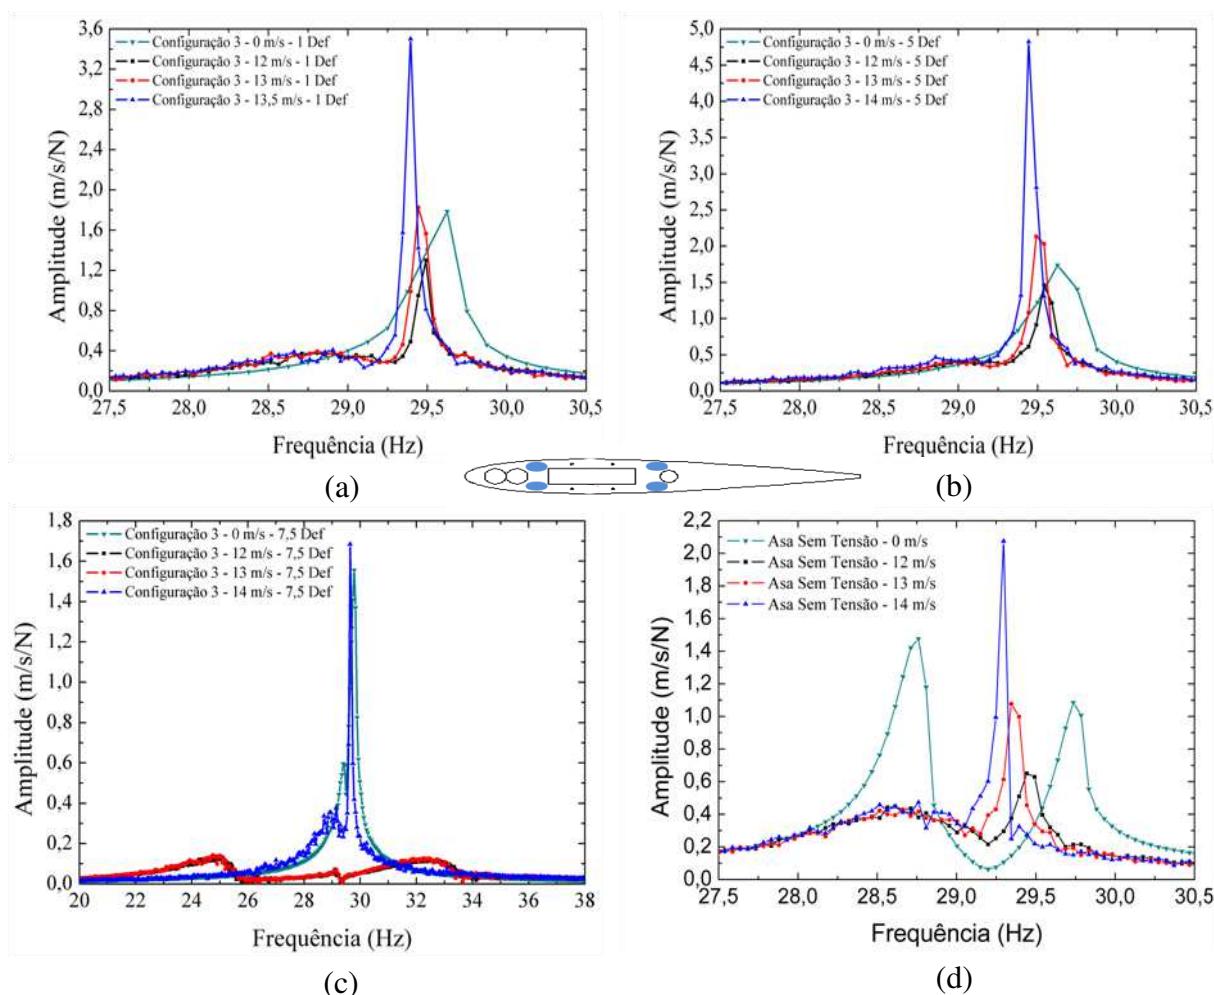 Configuração 3 - 0 m/s - 1 Def
Configuração 3 - 12 m/s - 1 Def
Configuração 3 - 13 m/s - 1 Def
Configuração 3 - 13,5 m/s - 1 Def
3,6
3,2
2,8
2,4
2,0
1,6
1,2
0,8
0,4
0,0
Amplitude (m/s/N)
27,5 28,0 28,5 29,0 29,5 30,0 30,5
Frequência (Hz)
(a)
Configuração 3 - 0 m/s - 5 Def
Configuração 3 - 12 m/s - 5 Def
Configuração 3 - 13 m/s - 5 Def
Configuração 3 - 14 m/s - 5 Def
5,0
4,5
4,0
3,5
3,0
2,5
2,0
1,5
1,0
0,5
0,0
Amplitude (m/s/N)
27,5 28,0 28,5 29,0 29,5 30,0 30,5
Frequência (Hz)
(b)
Configuração 3 - 0 m/s - 7,5 Def
Configuração 3 - 12 m/s - 7,5 Def
Configuração 3 - 13 m/s - 7,5 Def
Configuração 3 - 14 m/s - 7,5 Def
1,8
1,6
1,4
1,2
1,0
0,8
0,6
0,4
0,2
0,0
Amplitude (m/s/N)
20 22 24 26 28 30 32 34 36 38
Frequência (Hz)
(c)
Asa Sem Tensão - 0 m/s
Asa Sem Tensão - 12 m/s
Asa Sem Tensão - 13 m/s
Asa Sem Tensão - 14 m/s
2,2
2,0
1,8
1,6
1,4
1,2
1,0
0,8
0,6
0,4
0,2
0,0
Amplitude (m/s/N)
27,5 28,0 28,5 29,0 29,5 30,0 30,5
Frequência (Hz)
(d)